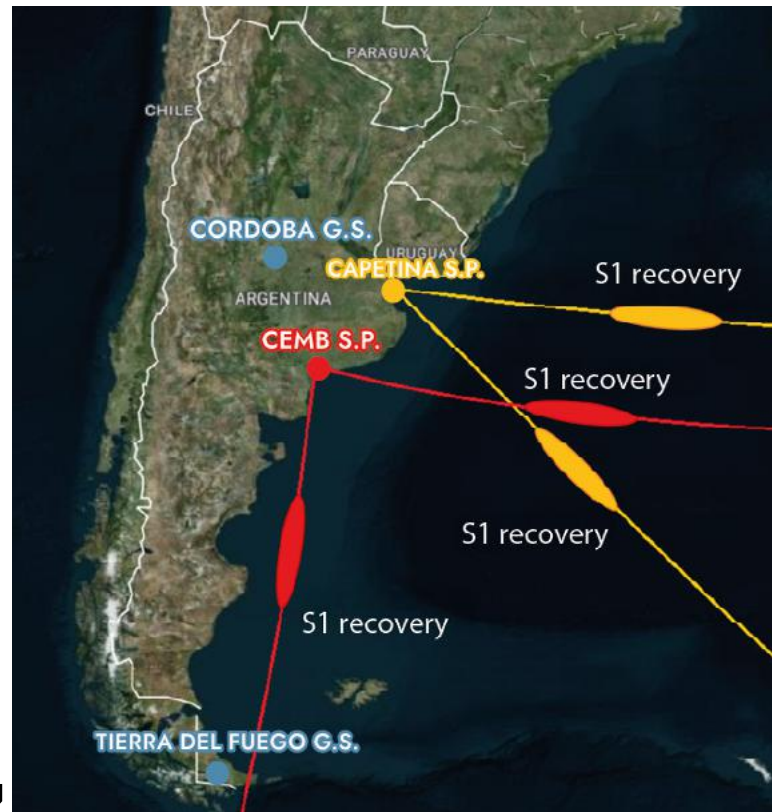 PARAGUAY
CHILE
CORDOBA G.S.
URUGUAY
CAPETINA S.P.
S1 recovery
ARGENTINA
CEMB S.P.
S1 recovery
S1 recovery
S1 recovery
TIERRA DEL FUEGO G.S.